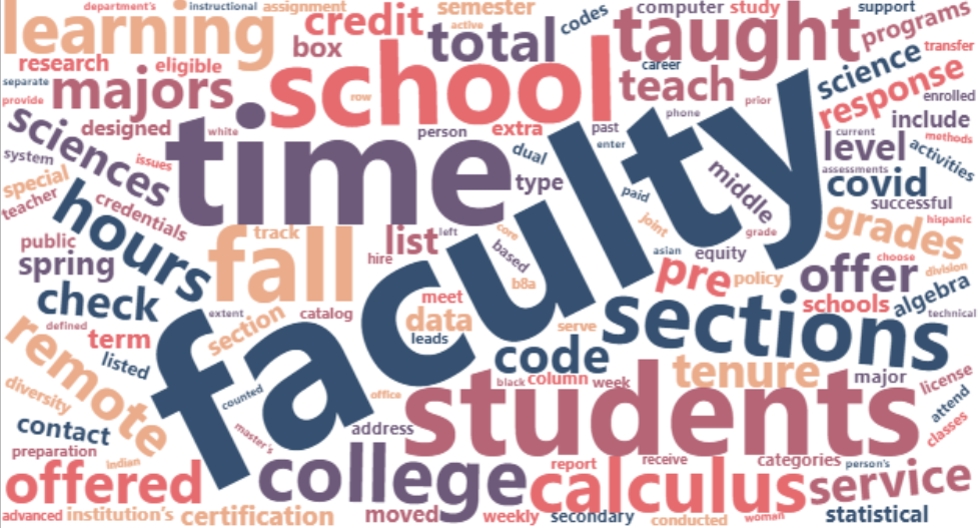 department's
instructional
assignment
semester
computer
study
support
learning
credit
active
codes
taught
programs
research
eligible
box
total
career
science
transfer
separate
majors
school
teach
response
provide
row
prior
enrolled
sciences
designed
white
time
person
extra
past
phone
include
system
issues
enter
level
current
methods
special
dual
type
paid
middle
assessments
activities
teacher
credentials
hours
faculty
covid
successful
public
track
fall
list
left
core
joint
grade
grades
hispanic
spring
hire
based
asian
equity
choose
check
extent
b8a
pre
policy
offer
division
defined
section
catalog
meet
data
serve
sections
schools
algebra
technical
remote
term
listed
leads
code
tenure
major
license
diversity
counted
office
black
column
week
students
attend
contact
master's
address
classes
preparation
indian
college
report
receive
categories
person's
offered
calculus
service
advanced
institution's
certification
moved
weekly
secondary
conducted
woman
statistical